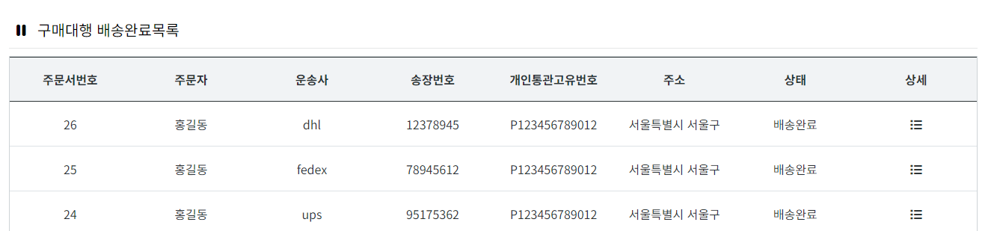 구매대행 배송완료목록
주문서번호 주문자 운송사 송장번호 개인통관고유번호 주소 상태 상세
26 홍길동 dhl 12378945 P123456789012 서울특별시 서울구 배송완료
25 홍길동 fedex 78945612 P123456789012 서울특별시 서울구 배송완료
24 홍길동 ups 95175362 P123456789012 서울특별시 서울구 배송완료